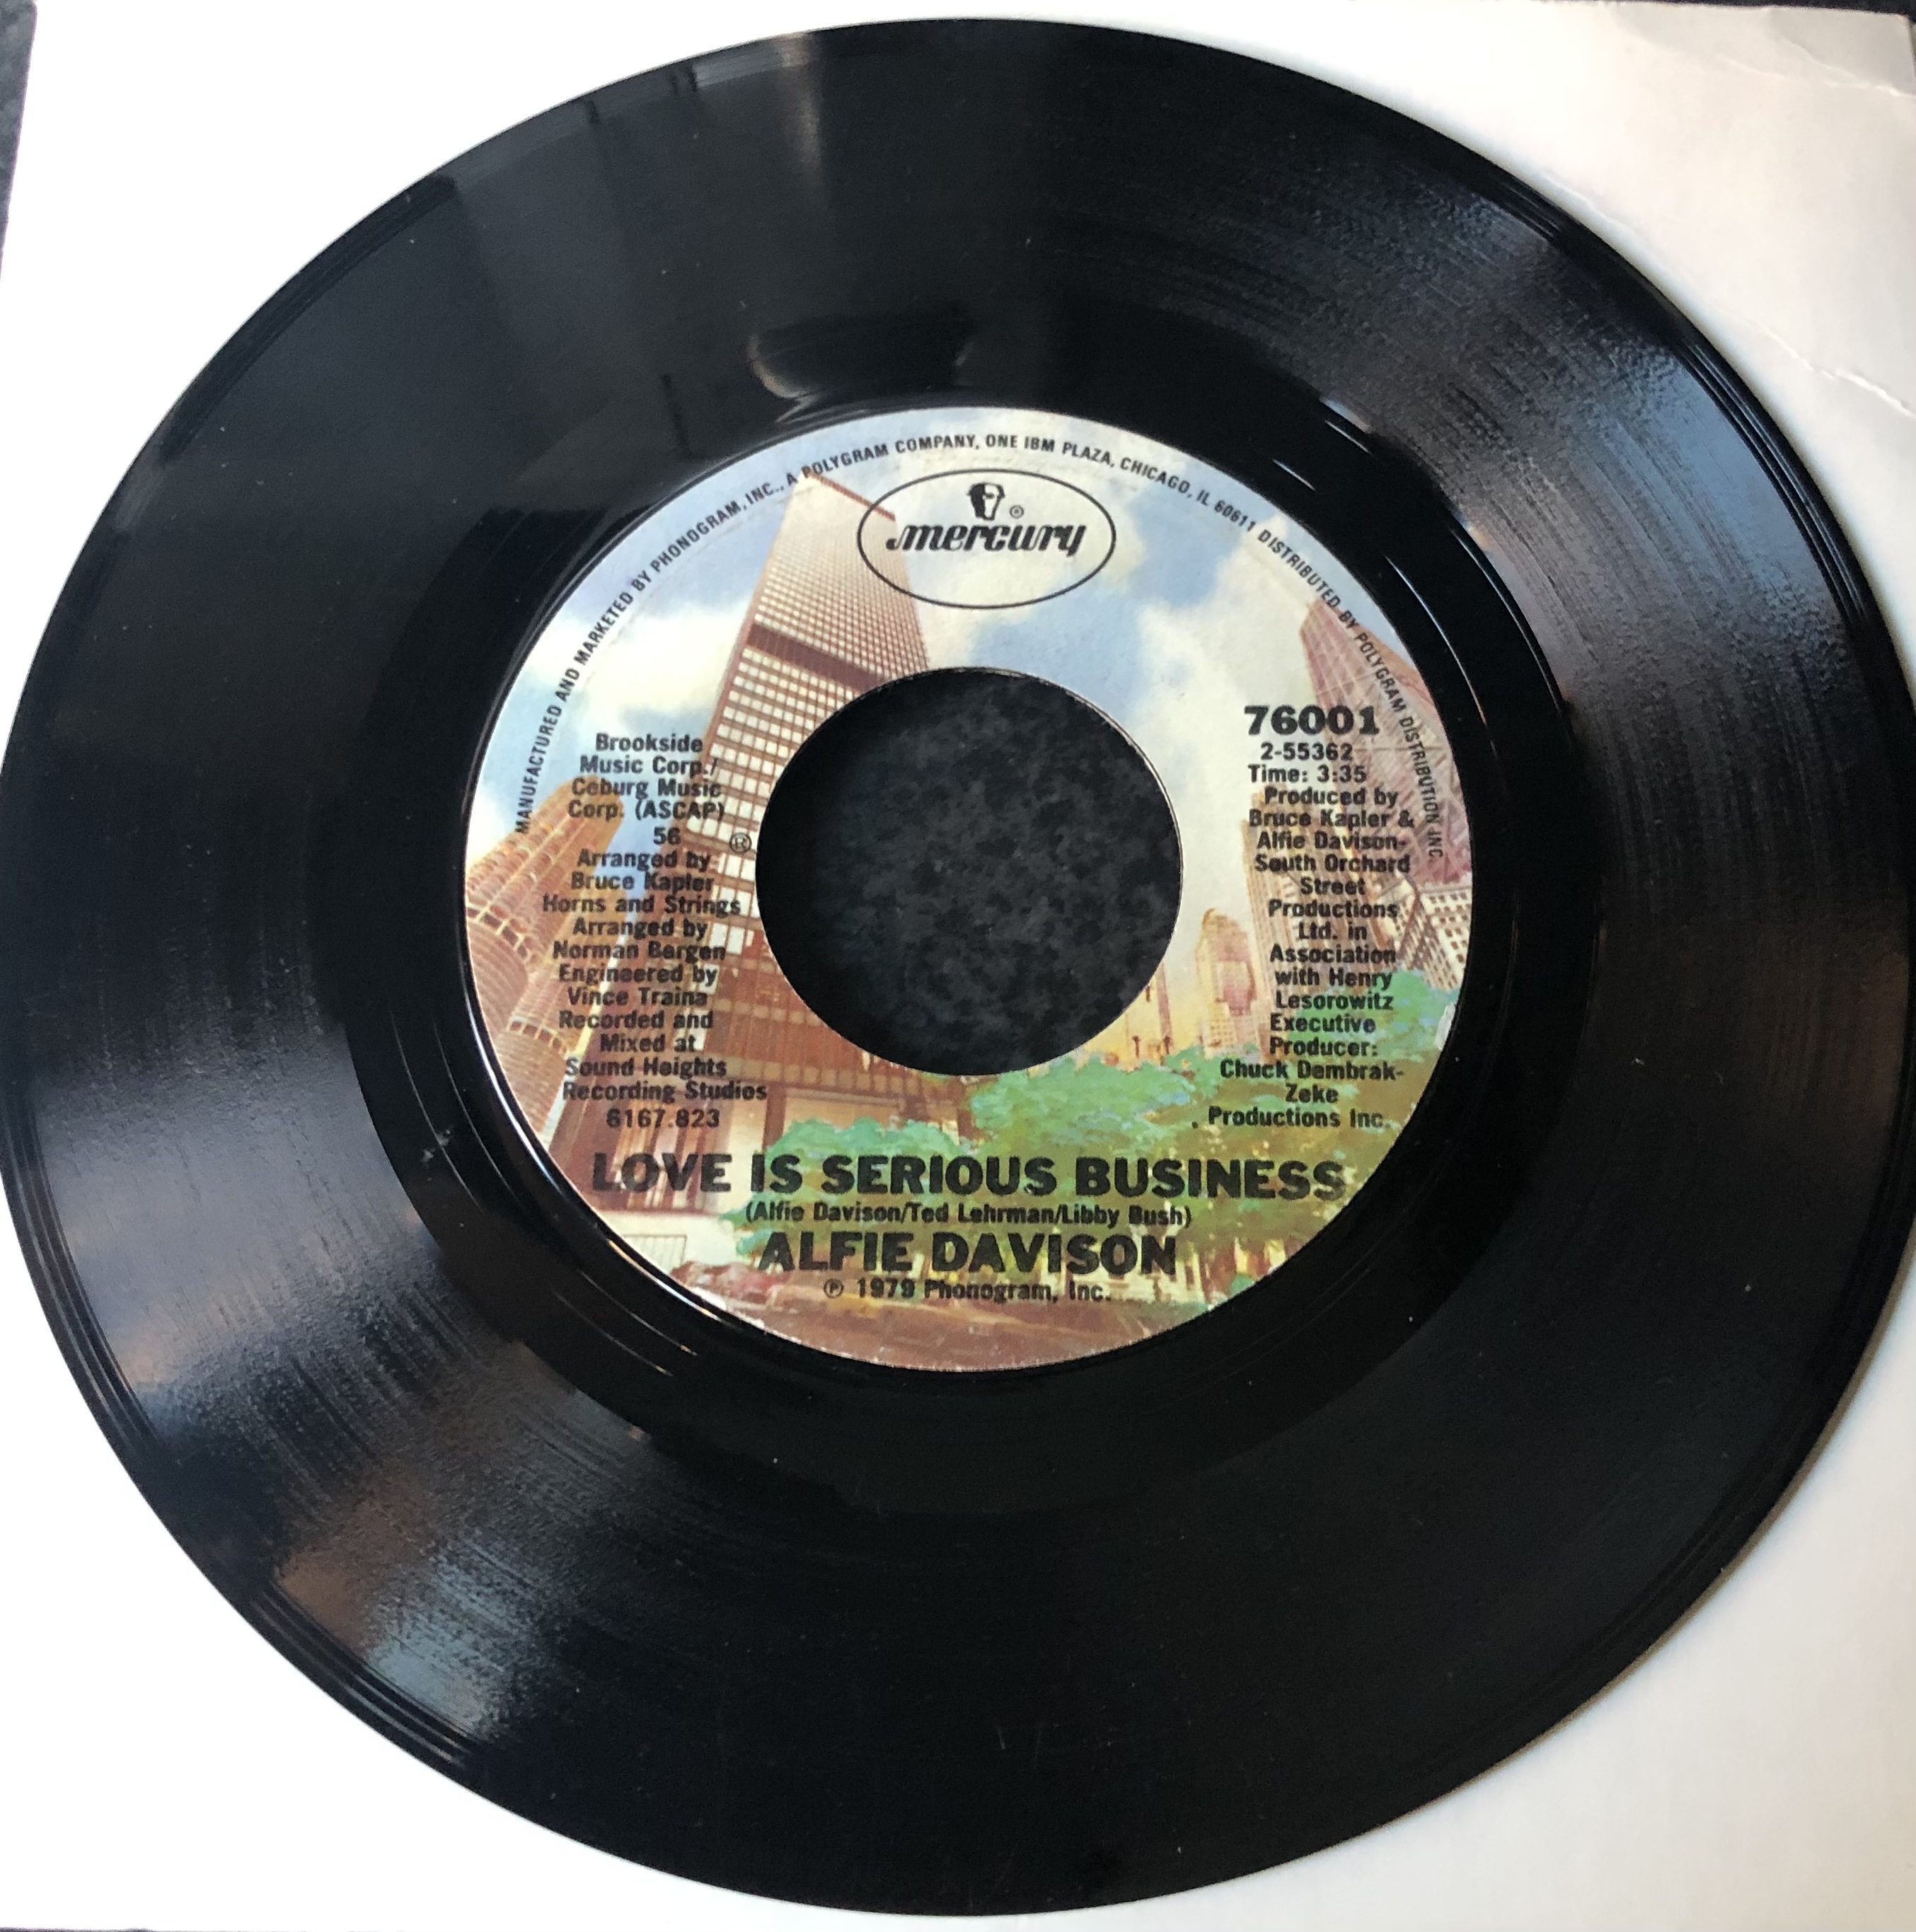 MANUFACTURED AND MARKETED BY PHONOGRAM, INC., A POLYGRAM COMPANY, ONE IBM PLAZA, CHICAGO, IL 60611 DISTRIBUTED BY POLYGRAM DISTRIBUTION INC.
®
mercury
Brookside
Music Corp./
Coburg Music
Corp. (ASCAP)
56
®
Arranged by
Bruce Kapler
Horns and Strings
Arranged by
Norman Bergen
Engineered by
Vince Traina
Recorded and
Mixed at
Sound Heights
Recording Studios
6167.823
76001
2-55362
Time: 3:35
Produced by
Bruce Kapler &
Alfie Davison-
South Orchard
Street
Productions
Ltd. in
Association
with Henry
Lesorowitz
Executive
Producer:
Chuck Dembrak-
Zeke
Productions Inc.
LOVE IS SERIOUS BUSINESS
(Alfie Davison/Ted Lehrman/Libby Bush)
ALFIE DAVISON
℗ 1979 Phonogram, Inc.